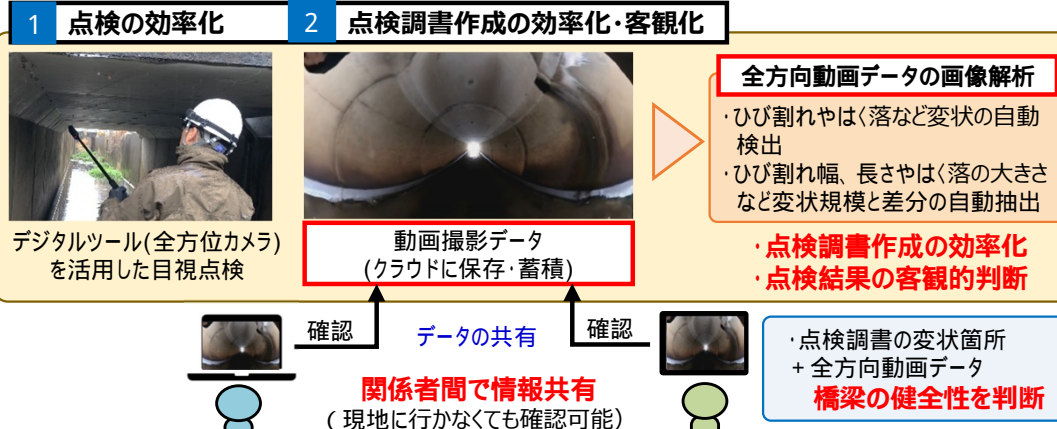 1 点検の効率化
2 点検調書作成の効率化・客観化
デジタルツール(全方位カメラ)
を活用した目視点検
動画撮影データ
(クラウドに保存・蓄積)
全方向動画データの画像解析
・ひび割れやはく落など変状の自動
検出
・ひび割れ幅、長さやはく落の大きさ
など変状規模と差分の自動抽出
・点検調書作成の効率化
・点検結果の客観的判断
確認
データの共有
確認
関係者間で情報共有
(現地に行かなくても確認可能)
・点検調書の変状箇所
+全方向動画データ
橋梁の健全性を判断